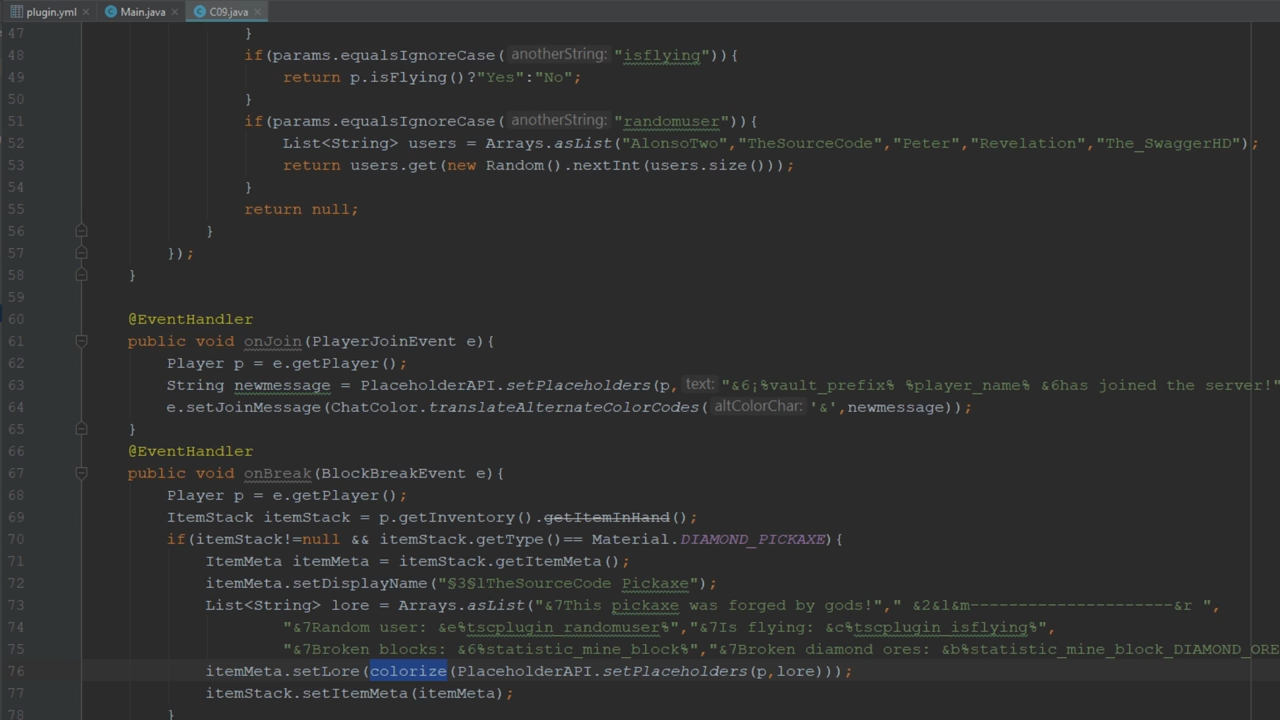 plugin.yml Main.java C09.java
47 }
48 if(params.equalsIgnoreCase( anotherString: "isflying")){
49 return p.isFlying()?"Yes":"No";
50 }
51 if(params.equalsIgnoreCase( anotherString: "randomuser")){
52 List<String> users = Arrays.asList("AlonsoTwo","TheSourceCode","Peter","Revelation","The_SwaggerHD");
53 return users.get(new Random().nextInt(users.size()));
54 }
55 return null;
56 }
57 });
58 }
59
60 @EventHandler
61 public void onJoin(PlayerJoinEvent e){
62 Player p = e.getPlayer();
63 String newmessage = PlaceholderAPI.setPlaceholders(p, text: "&6¡%vault_prefix% %player_name% &6has joined the server!"
64 e.setJoinMessage(ChatColor.translateAlternateColorCodes( altColorChar: '&',newmessage));
65 }
66 @EventHandler
67 public void onBreak(BlockBreakEvent e){
68 Player p = e.getPlayer();
69 ItemStack itemStack = p.getInventory().getItemInHand();
70 if(itemStack!=null && itemStack.getType()== Material.DIAMOND_PICKAXE){
71 ItemMeta itemMeta = itemStack.getItemMeta();
72 itemMeta.setDisplayName("§3§lTheSourceCode Pickaxe");
73 List<String> lore = Arrays.asList("&7This pickaxe was forged by gods!"," &2&l&m---------------------&r ",
74 "&7Random user: &e%tscplugin_randomuser%","&7Is flying: &c%tscplugin_isflying%",
75 "&7Broken blocks: &6%statistic_mine_block%","&7Broken diamond ores: &b%statistic_mine_block_DIAMOND_ORE
76 itemMeta.setLore(colorize(PlaceholderAPI.setPlaceholders(p,lore)));
77 itemStack.setItemMeta(itemMeta);
78 }